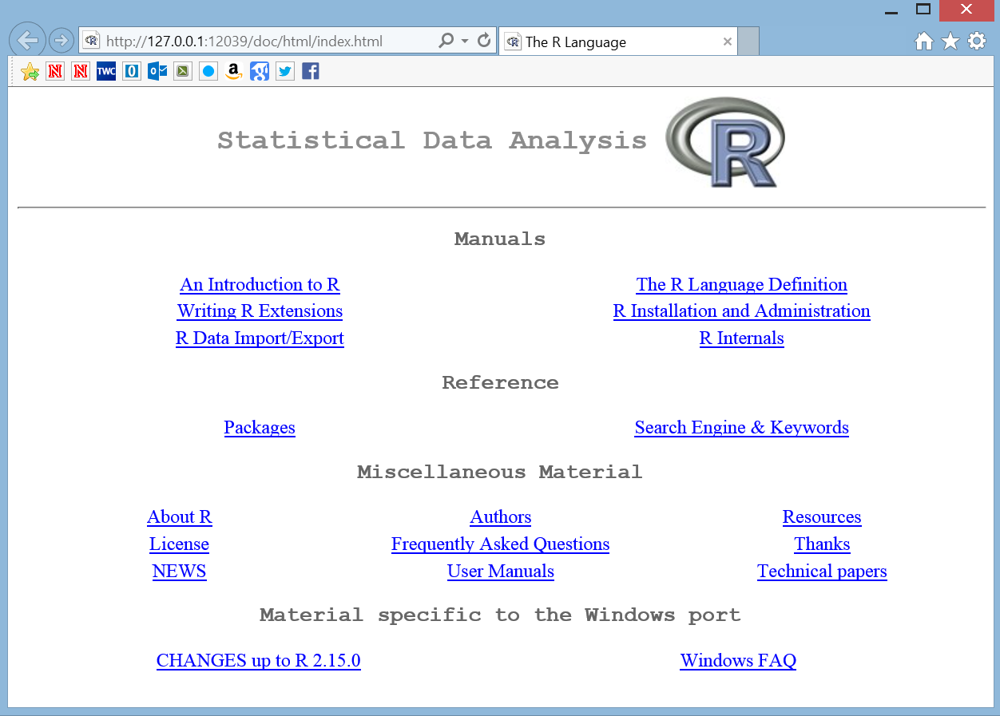 http://127.0.0.1:12039/doc/html/index.html The R Language
N N TWC O a
Statistical Data Analysis R
Manuals
An Introduction to R The R Language Definition
Writing R Extensions R Installation and Administration
R Data Import/Export R Internals
Reference
Packages Search Engine & Keywords
Miscellaneous Material
About R Authors Resources
License Frequently Asked Questions Thanks
NEWS User Manuals Technical papers
Material specific to the Windows port
CHANGES up to R 2.15.0 Windows FAQ